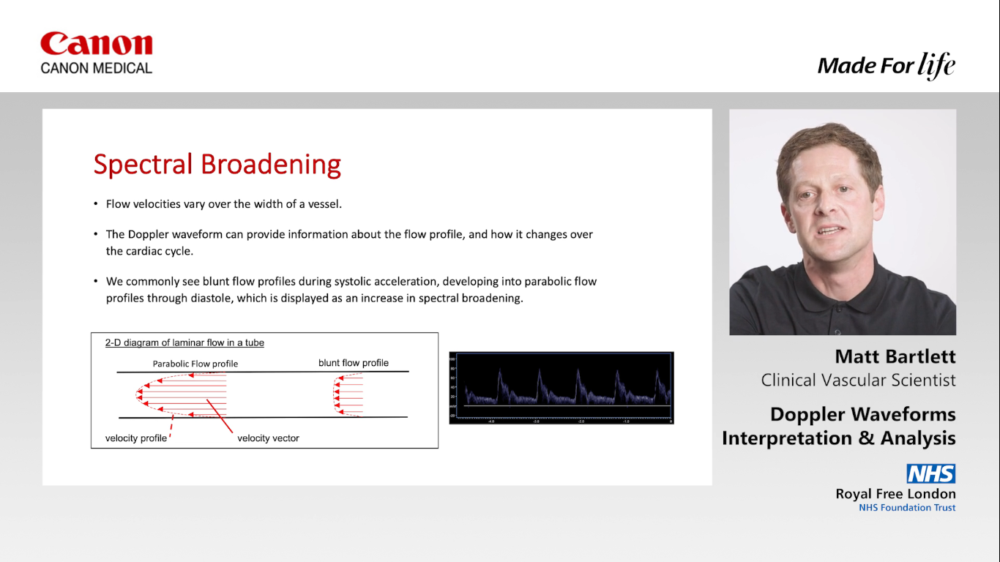 Canon
CANON MEDICAL
Made For life
Spectral Broadening
• Flow velocities vary over the width of a vessel.
• The Doppler waveform can provide information about the flow profile, and how it changes over
the cardiac cycle.
• We commonly see blunt flow profiles during systolic acceleration, developing into parabolic flow
profiles through diastole, which is displayed as an increase in spectral broadening.
2-D diagram of laminar flow in a tube
Parabolic Flow profile
blunt flow profile
velocity profile
velocity vector
100
80
60
40
20
-20
-4.0 -3.0 -2.0 -1.0 0
Matt Bartlett
Clinical Vascular Scientist
Doppler Waveforms
Interpretation & Analysis
NHS
Royal Free London
NHS Foundation Trust